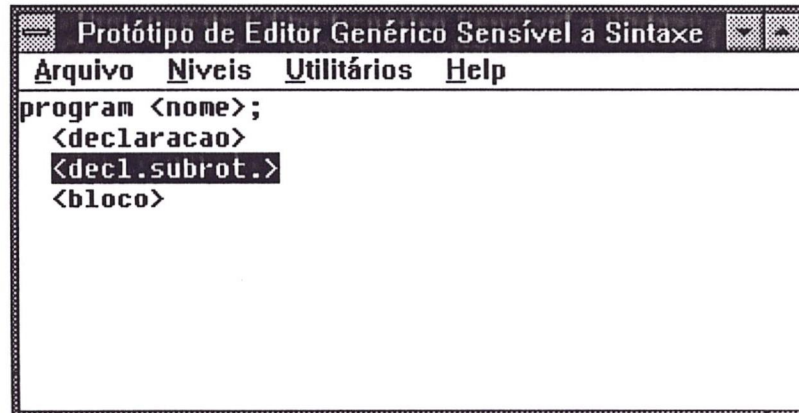 Protótipo de Editor Genérico Sensível a Sintaxe
Arquivo Niveis Utilitários Help
program <nome>;
<declaracao>
<decl.subrot.>
<bloco>